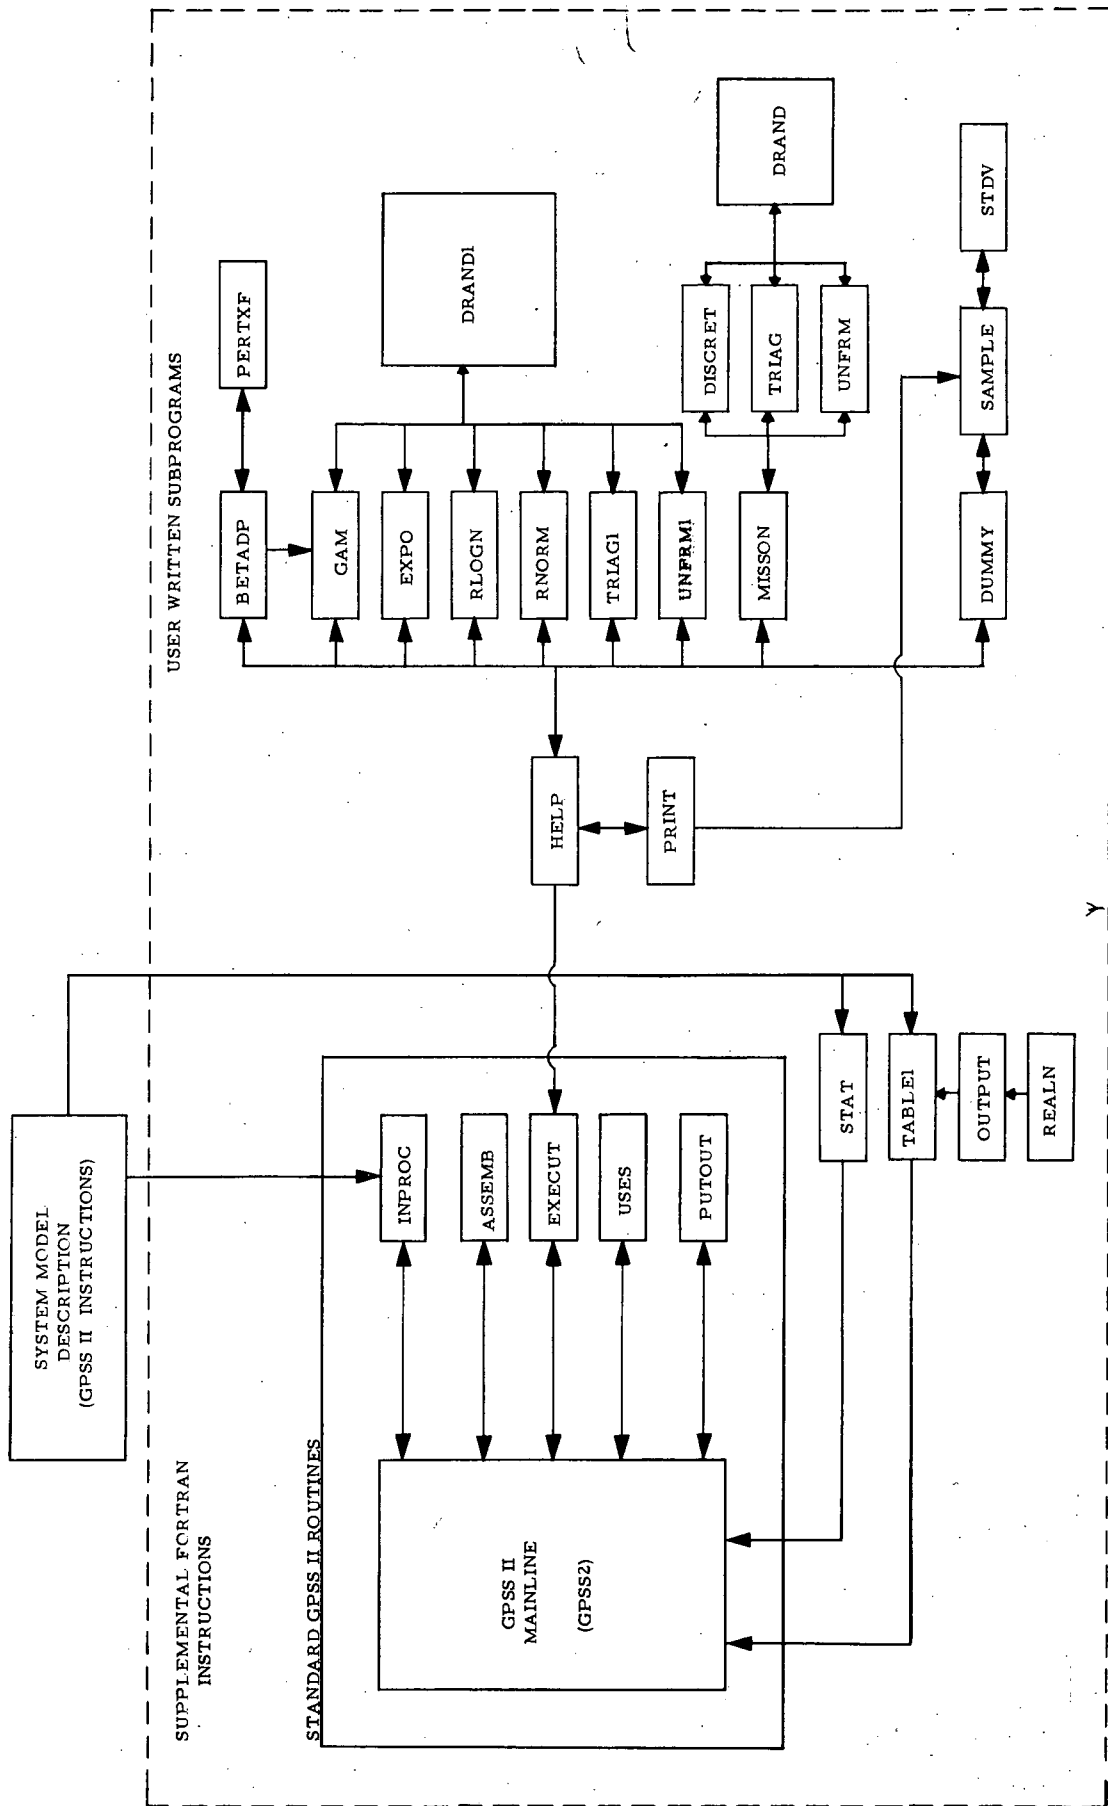 SYSTEM MODEL
DESCRIPTION
(GPSS II INSTRUCTIONS)
SUPPLEMENTAL FORTRAN
INSTRUCTIONS
USER WRITTEN SUBPROGRAMS
STANDARD GPSS II ROUTINES
GPSS II
MAINLINE
(GPSS2)
INPROC
ASSEMB
EXECUT
USES
PUTOUT
STAT
TABLE1
OUTPUT
REALN
HELP
PRINT
BETADP
GAM
EXPO
RLOGN
RNORM
TRIAG1
UNFRM1
MISSON
DUMMY
PERTXF
DRAND1
DISCRET
TRIAG
UNFRM
DRAND
SAMPLE
STDV